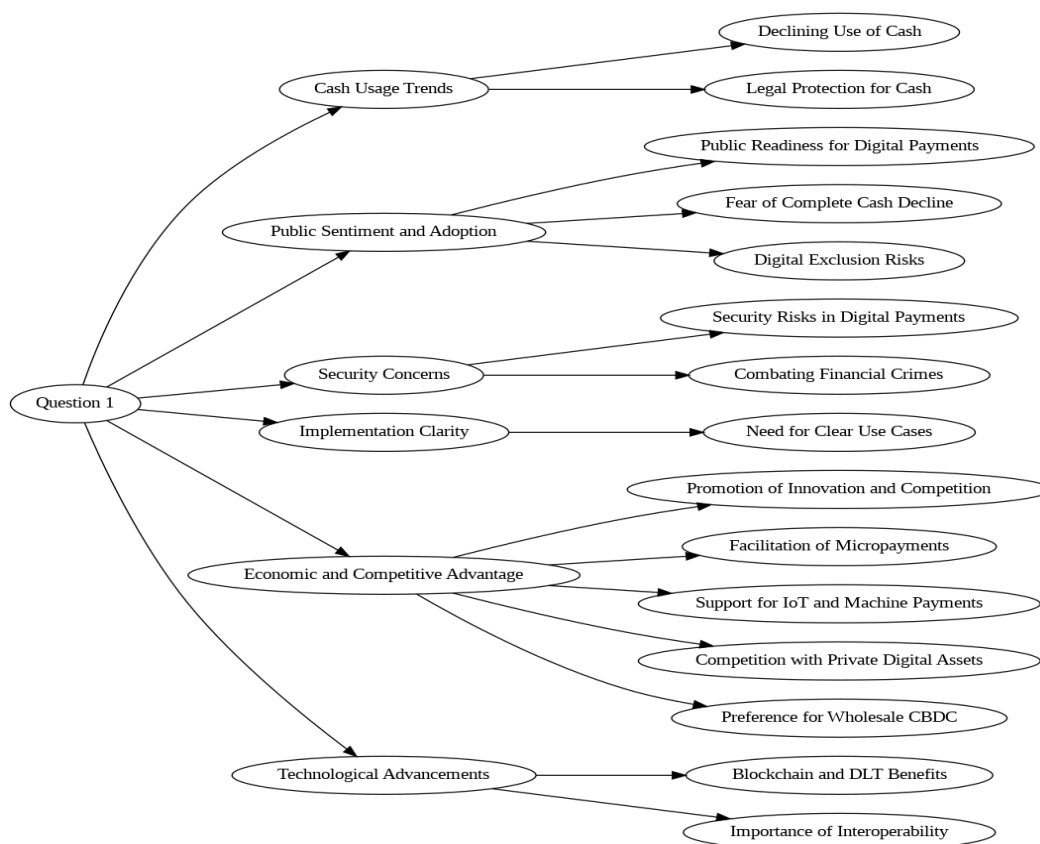 Declining Use of Cash
Cash Usage Trends
Legal Protection for Cash
Public Readiness for Digital Payments
Fear of Complete Cash Decline
Public Sentiment and Adoption
Digital Exclusion Risks
Security Risks in Digital Payments
Security Concerns
Combating Financial Crimes
Question 1
Implementation Clarity
Need for Clear Use Cases
Promotion of Innovation and Competition
Facilitation of Micropayments
Economic and Competitive Advantage
Support for IoT and Machine Payments
Competition with Private Digital Assets
Preference for Wholesale CBDC
Technological Advancements
Blockchain and DLT Benefits
Importance of Interoperability